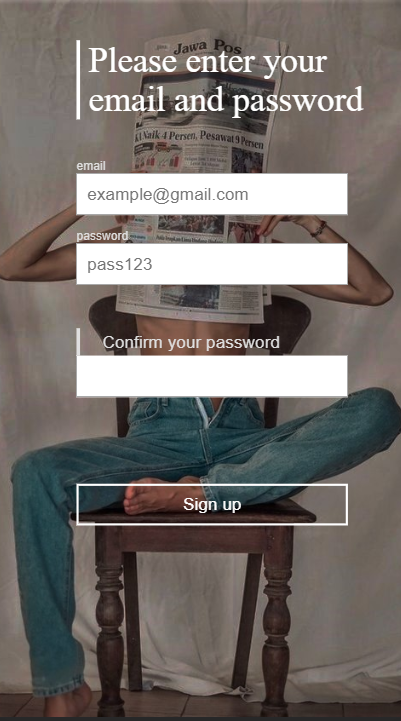 Jawa Pos
Please enter your
email and password
Naik 4 Persen, Pesawat 9 Persen
email
example@gmail.com
password
pass123
Confirm your password
Sign up